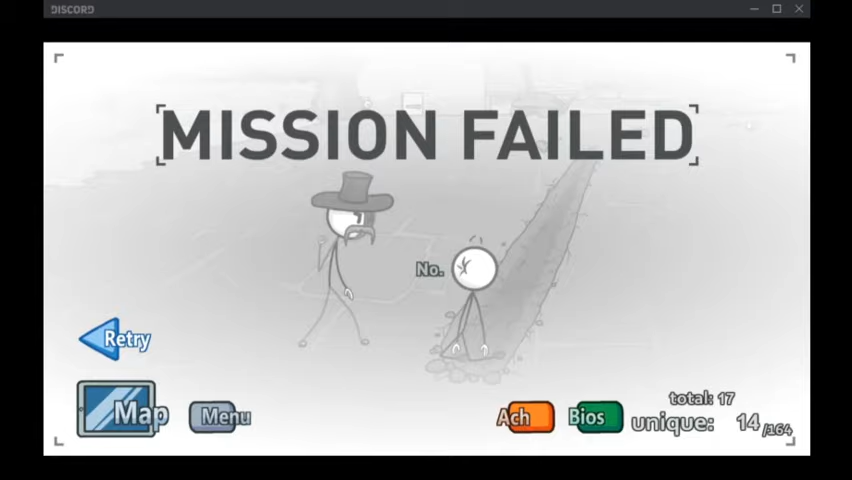 DISCORD
MISSION FAILED
No.
Retry
Map
Menu
Ach
Bios
total: 17
unique: 14 /164